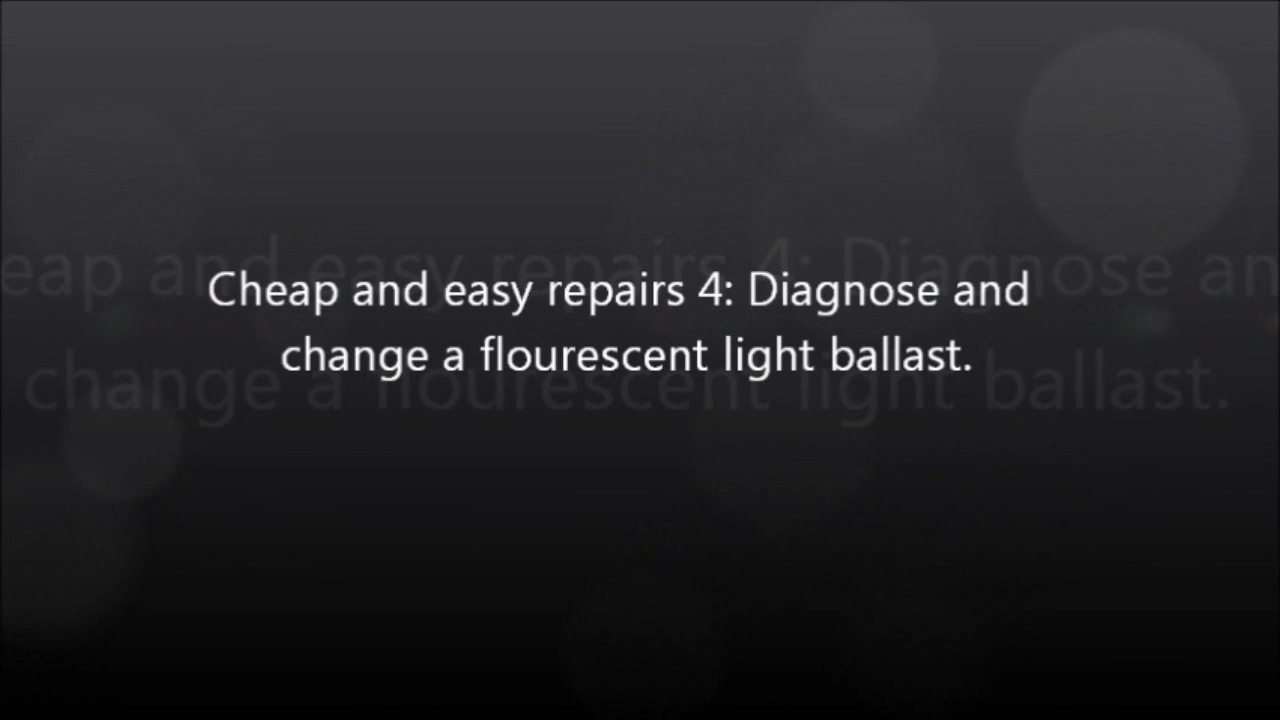 Cheap and easy repairs 4: Diagnose and
change a flourescent light ballast.